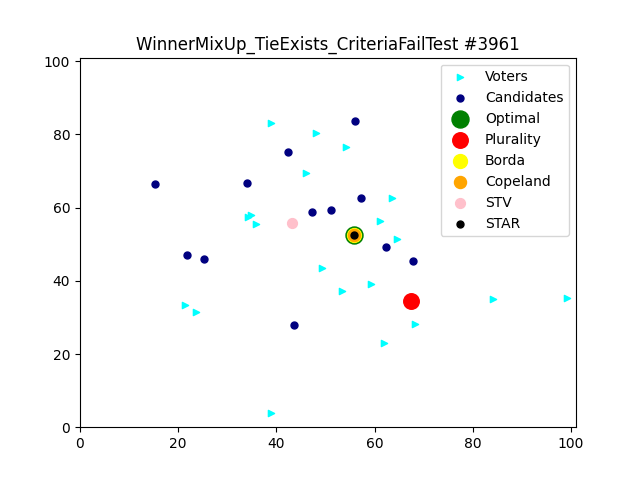 WinnerMixUp_TieExists_CriteriaFailTest #3961
100
80
60
40
20
0
0 20 40 60 80 100
Voters
Candidates
Optimal
Plurality
Borda
Copeland
STV
STAR